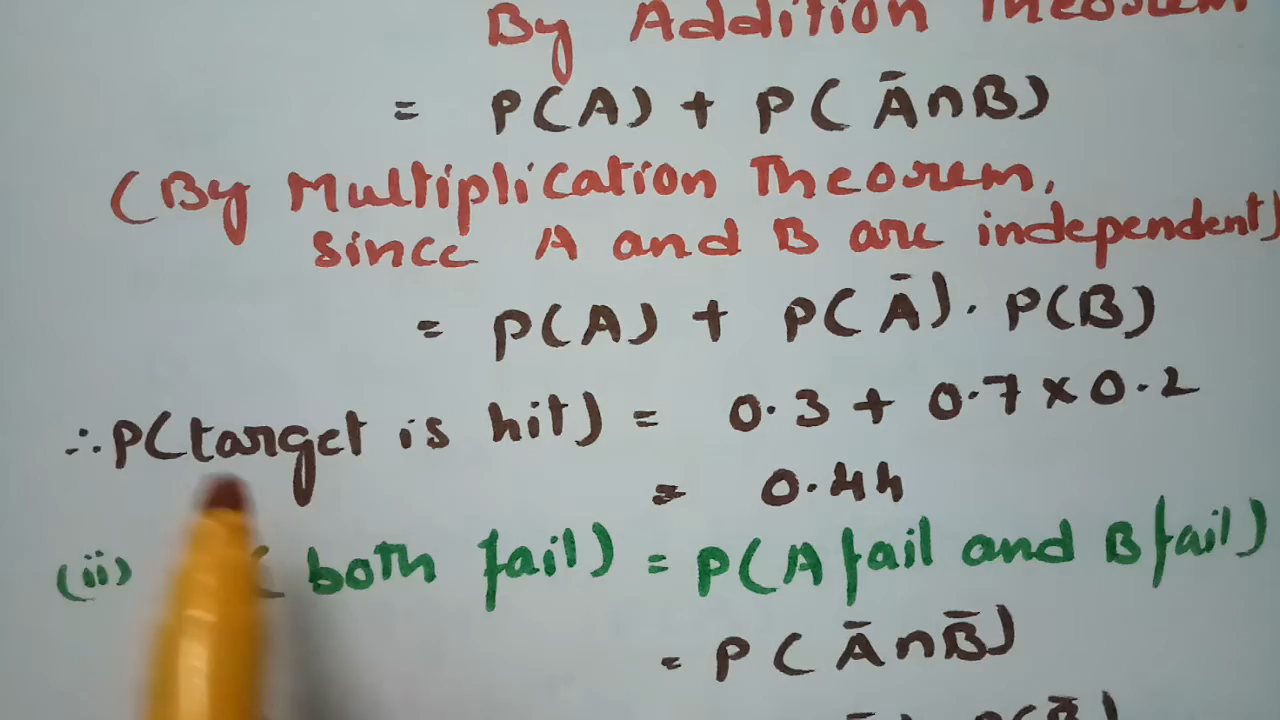 By Addition Theorem
= P(A) + P(Ā∩B)
(By Multiplication Theorem,
since A and B are independent)
= P(A) + P(Ā). P(B)
∴ P(target is hit) = 0.3 + 0.7 x 0.2
= 0.44
(ii) both fail) = P(A fail and B fail)
= P(Ā∩B̄)